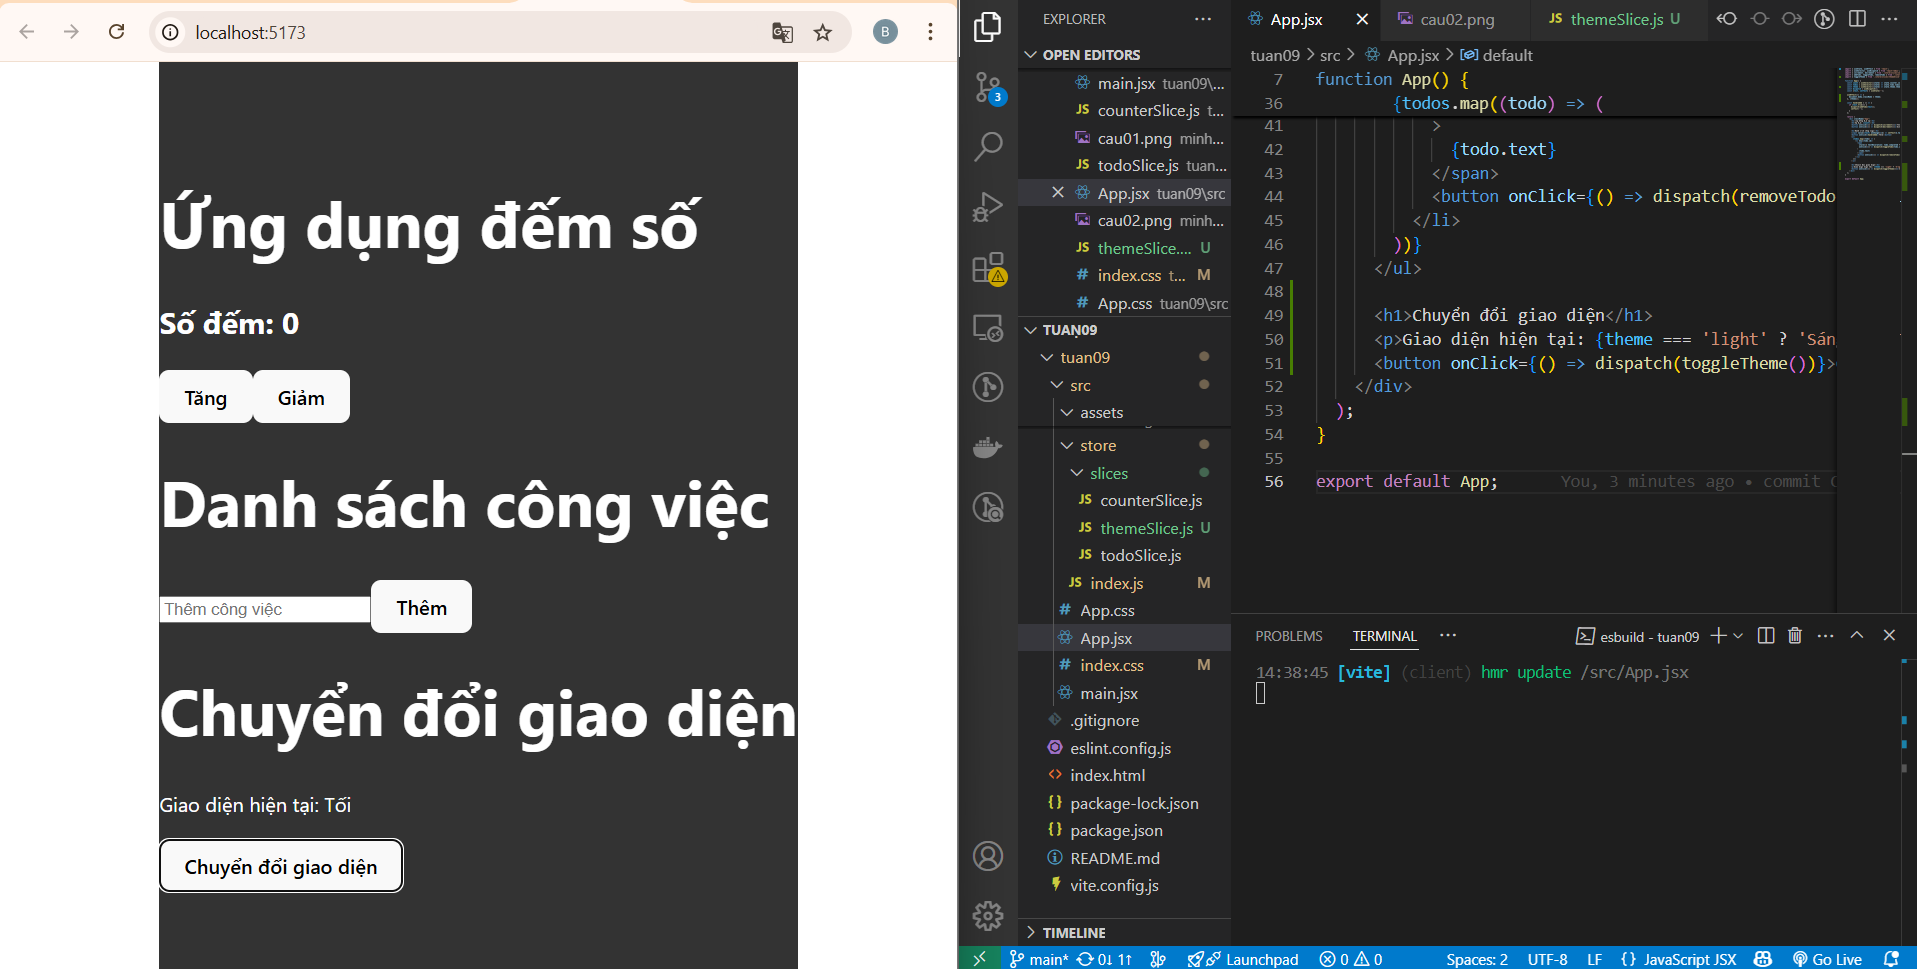 localhost:5173
B
Ứng dụng đếm số
Số đếm: 0
Tăng
Giảm
Danh sách công việc
Thêm công việc
Thêm
Chuyển đổi giao diện
Giao diện hiện tại: Tối
Chuyển đổi giao diện
3
EXPLORER
OPEN EDITORS
main.jsx tuan09\...
counterSlice.js t...
cau01.png minh...
todoSlice.js tuan...
App.jsx tuan09\src
cau02.png minh...
themeSlice.... U
index.css t... M
App.css tuan09\src
TUẠN09
tuan09
src
assets
store
slices
counterSlice.js
themeSlice.js U
todoSlice.js
index.js M
App.css
App.jsx
index.css M
main.jsx
.gitignore
eslint.config.js
index.html
package-lock.json
package.json
README.md
vite.config.js
TIMELINE
App.jsx
cau02.png
themeSlice.js U
tuan09 > src > App.jsx > default
7 function App() {
36 {todos.map((todo) => (
41 >
42 {todo.text}
43 </span>
44 <button onClick={() => dispatch(removeTodo
45 </li>
46 ))}
47 </ul>
48
49 <h1>Chuyển đổi giao diện</h1>
50 <p>Giao diện hiện tại: {theme === 'light' ? 'Sán
51 <button onClick={() => dispatch(toggleTheme())}>
52 </div>
53 );
54 }
55
56 export default App; You, 3 minutes ago • commit
PROBLEMS
TERMINAL
esbuild - tuan09
14:38:45 [vite] (client) hmr update /src/App.jsx
main*
0↓ 1↑
Launchpad
0
0
Spaces: 2
UTF-8
LF
{} JavaScript JSX
Go Live